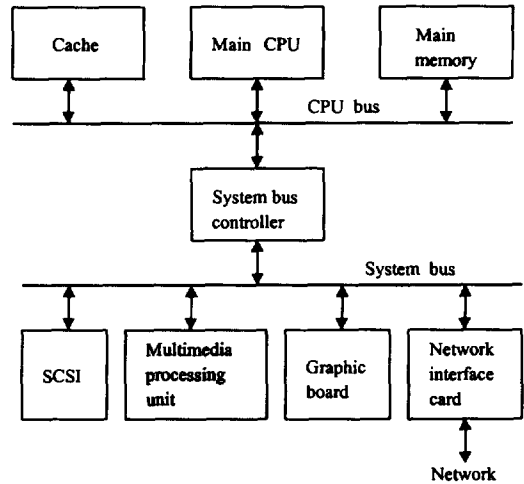 Cache
Main CPU
Main
memory
CPU bus
System bus
controller
System bus
SCSI
Multimedia
processing
unit
Graphic
board
Network
interface
card
Network